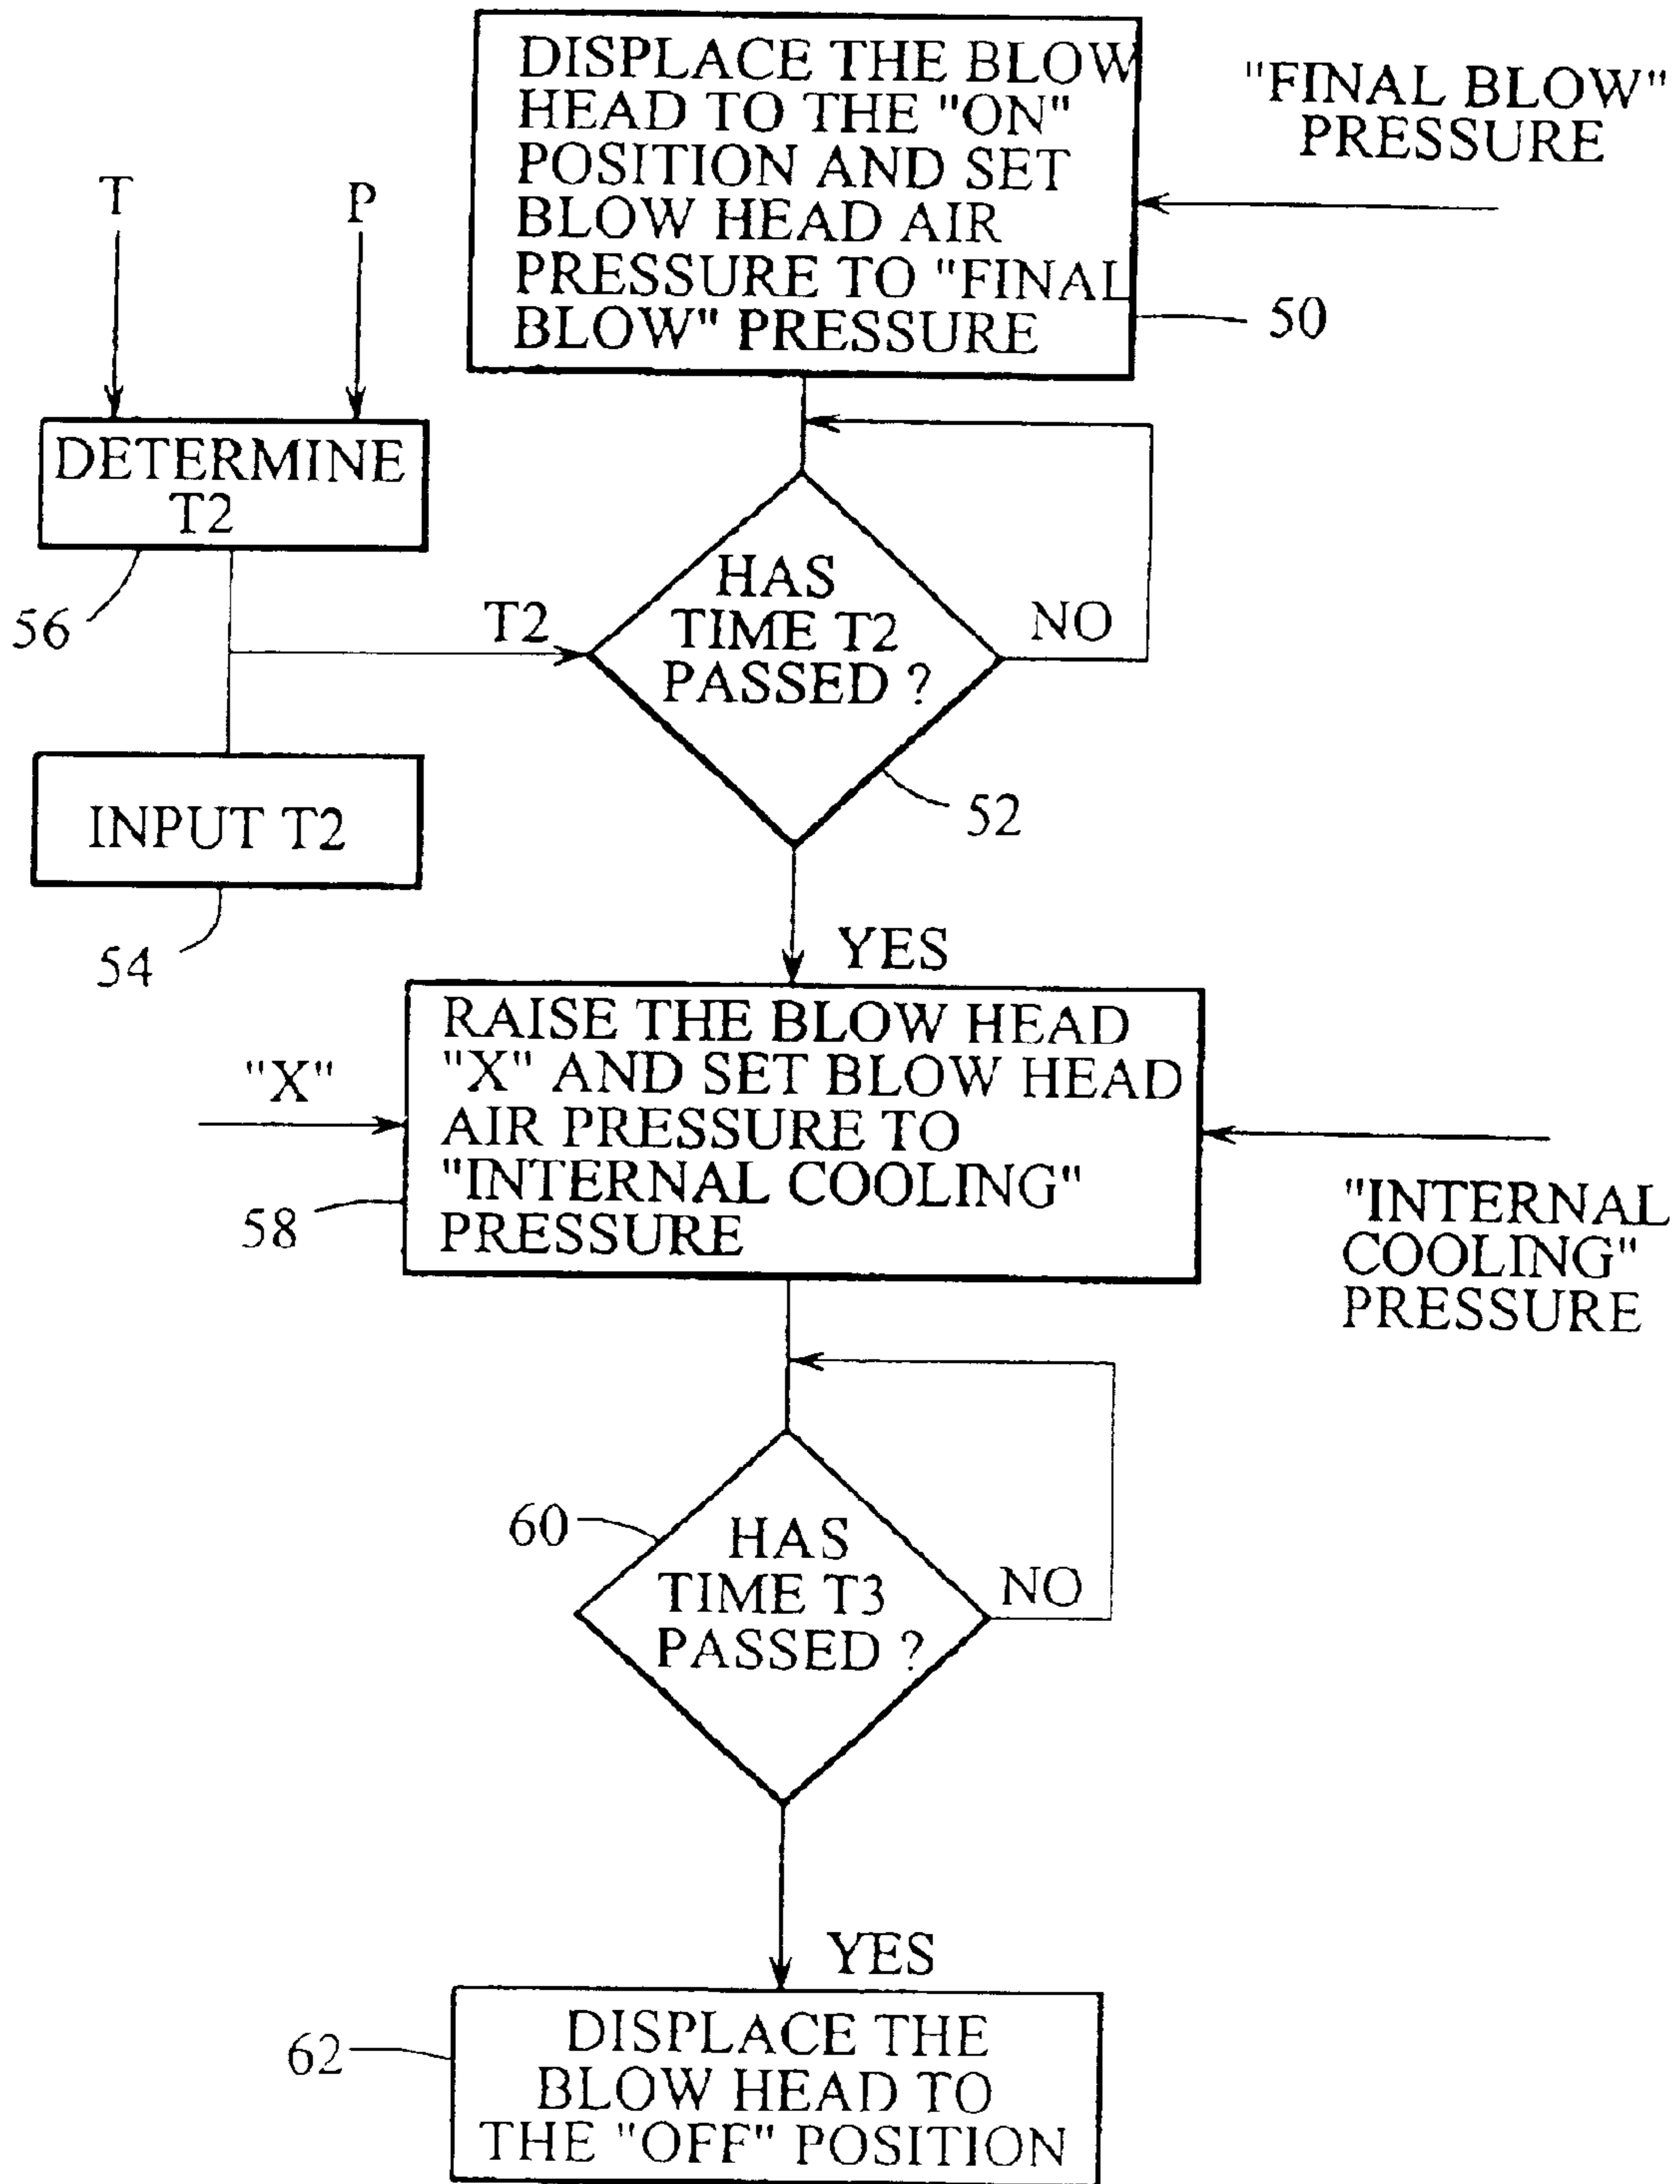 DISPLACE THE BLOW
HEAD TO THE "ON"
POSITION AND SET
BLOW HEAD AIR
PRESSURE TO "FINAL
BLOW" PRESSURE
"FINAL BLOW"
PRESSURE
50
T
P
DETERMINE
T2
56
T2
HAS
TIME T2
PASSED ?
NO
52
INPUT T2
54
YES
RAISE THE BLOW HEAD
"X" AND SET BLOW HEAD
AIR PRESSURE TO
"INTERNAL COOLING"
PRESSURE
"X"
58
"INTERNAL
COOLING"
PRESSURE
60
HAS
TIME T3
PASSED ?
NO
YES
62
DISPLACE THE
BLOW HEAD TO
THE "OFF" POSITION